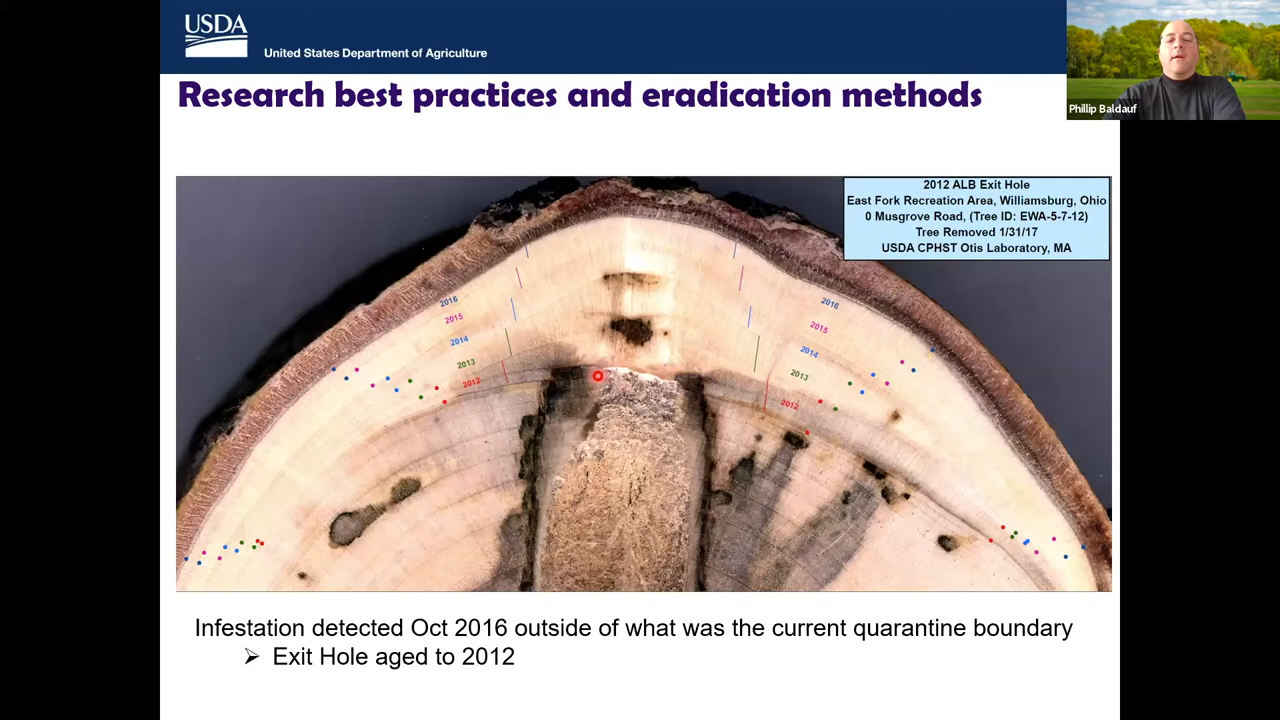 USDA
United States Department of Agriculture
Phillip Baldauf
Research best practices and eradication methods
2012 ALB Exit Hole
East Fork Recreation Area, Williamsburg, Ohio
0 Musgrove Road, (Tree ID: EWA-5-7-12)
Tree Removed 1/31/17
USDA CPHST Otis Laboratory, MA
2016
2015
2014
2013
2012
2016
2015
2014
2013
2012
Infestation detected Oct 2016 outside of what was the current quarantine boundary
➢ Exit Hole aged to 2012